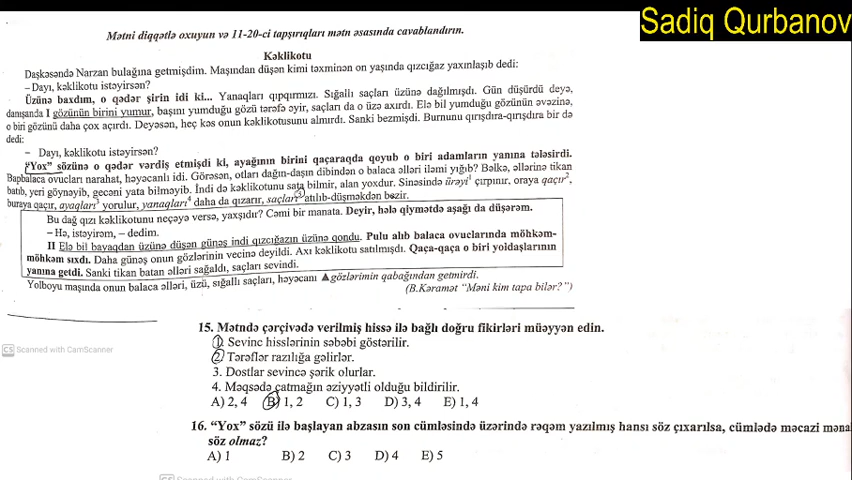 Sadiq Qurbanov
Mətni diqqətlə oxuyun və 11-20-ci tapşırıqları mətn əsasında cavablandırın.
Kəklikotu
Daşkəsəndə Narzan bulağına getmişdim. Maşından düşən kimi təxminən on yaşında qızcığaz yaxınlaşıb dedi:
– Dayı, kəklikotu istəyirsən?
Üzünə baxdım, o qədər şirin idi ki... Yanaqları qıpqırmızı. Sığallı saçları üzünə dağılmışdı. Gün düşürdü deyə,
danışanda I gözünün birini yumur, başını yumduğu gözü tərəfə əyir, saçları da o üzə axırdı. Elə bil yumduğu gözünün əvəzinə,
o biri gözünü daha çox açırdı. Deyəsən, heç kəs onun kəklikotusunu almırdı. Sanki bezmişdi. Burnunu qırışdıra-qırışdıra bir də
dedi:
– Dayı, kəklikotu istəyirsən?
"Yox" sözünə o qədər vərdiş etmişdi ki, ayağının birini qaçaraqda qoyub o biri adamların yanına tələsirdi.
Bapbalaca ovucları narahat, həyəcanlı idi. Görəsən, otları dağın-daşın dibindən o balaca əlləri iləmi yığıb? Bəlkə, əllərinə tikan
batıb, yeri göynəyib, gecəni yata bilməyib. İndi də kəklikotunu sata bilmir, alan yoxdur. Sinəsində ürəyi¹ çırpınır, oraya qaçır²,
buraya qaçır, ayaqları³ yorulur, yanaqları⁴ daha da qızarır, saçları⁵ atılıb-düşməkdən bezir.
Bu dağ qızı kəklikotunu neçəyə versə, yaxşıdır? Cəmi bir manata. Deyir, hələ qiymətdə aşağı da düşərəm.
– Hə, istəyirəm, – dedim.
II Elə bil bayaqdan üzünə düşən günəş indi qızcığazın üzünə qondu. Pulu alıb balaca ovuclarında möhkəm-
möhkəm sıxdı. Daha günəş onun gözlərinin vecinə deyildi. Axı kəklikotu satılmışdı. Qaça-qaça o biri yoldaşlarının
yanına getdi. Sanki tikan batan əlləri sağaldı, saçları sevindi.
Yolboyu maşında onun balaca əlləri, üzü, sığallı saçları, həyəcanı ▲gözlərimin qabağından getmirdi.
(B.Kəramət "Məni kim tapa bilər?")
15. Mətndə çərçivədə verilmiş hissə ilə bağlı doğru fikirləri müəyyən edin.
1. Sevinc hisslərinin səbəbi göstərilir.
2. Tərəflər razılığa gəlirlər.
3. Dostlar sevincə şərik olurlar.
4. Məqsədə çatmağın əziyyətli olduğu bildirilir.
A) 2, 4 B) 1, 2 C) 1, 3 D) 3, 4 E) 1, 4
16. "Yox" sözü ilə başlayan abzasın son cümləsində üzərində rəqəm yazılmış hansı söz çıxarılsa, cümlədə məcazi məna
söz olmaz?
A) 1 B) 2 C) 3 D) 4 E) 5
CS Scanned with CamScanner
CS Scanned with CamScanner